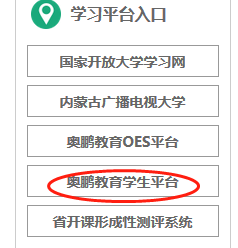 学习平台入口
国家开放大学学习网
内蒙古广播电视大学
奥鹏教育OES平台
奥鹏教育学生平台
省开课形成性测评系统